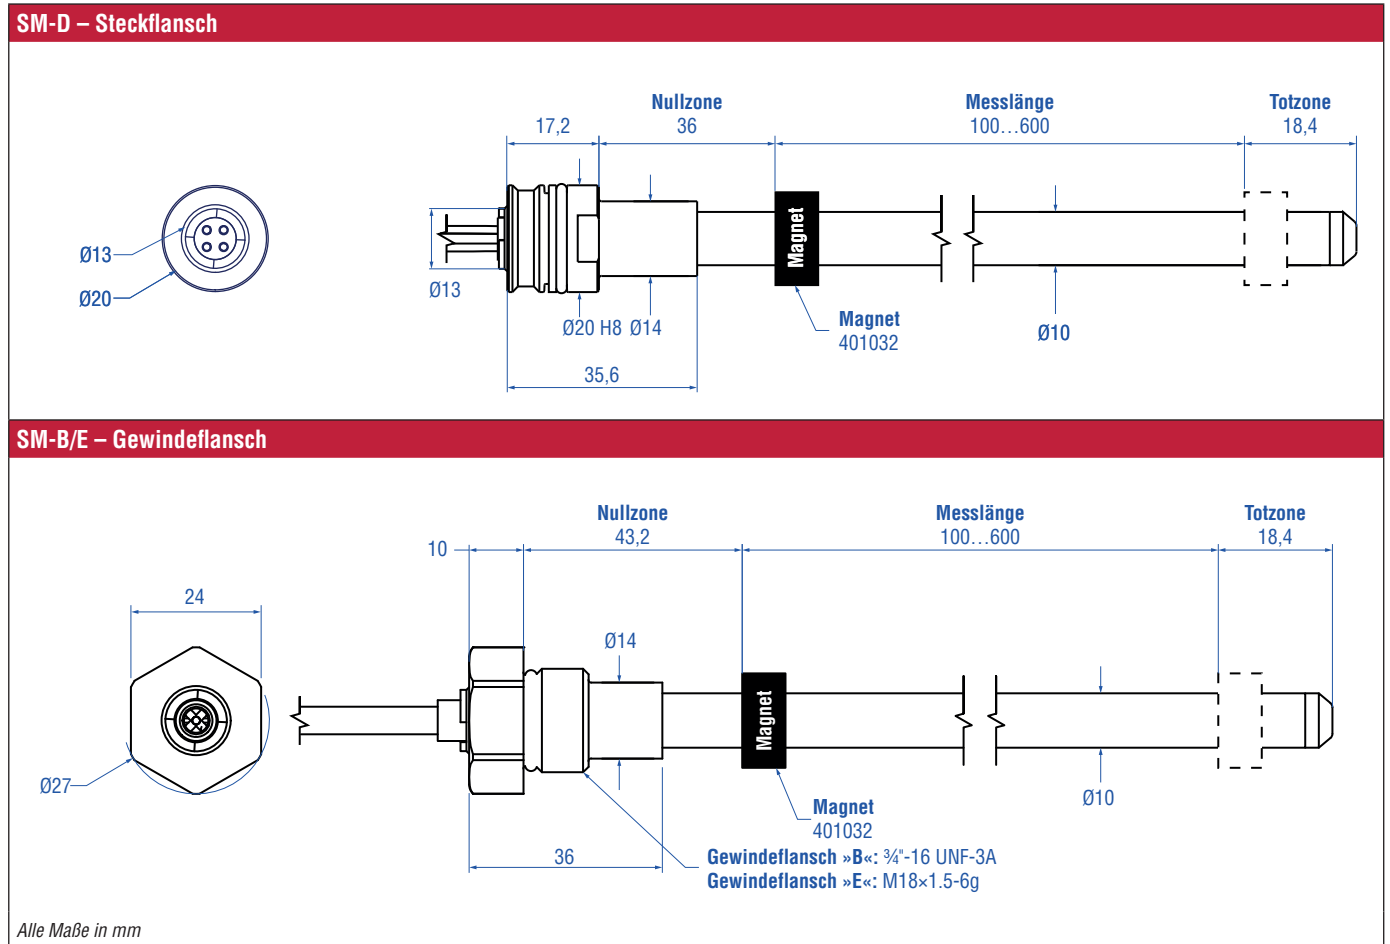 SM-D – Steckflansch
Nullzone
Messlänge
Totzone
17,2
36
100…600
18,4
Ø13
Ø20
Ø13
Magnet
Ø20 H8
Ø14
Magnet
401032
Ø10
35,6
SM-B/E – Gewindeflansch
Nullzone
Messlänge
Totzone
10
43,2
100…600
18,4
24
Ø14
Magnet
Ø27
Magnet
401032
Ø10
36
Gewindeflansch »B«: ¾"-16 UNF-3A
Gewindeflansch »E«: M18×1.5-6g
Alle Maße in mm